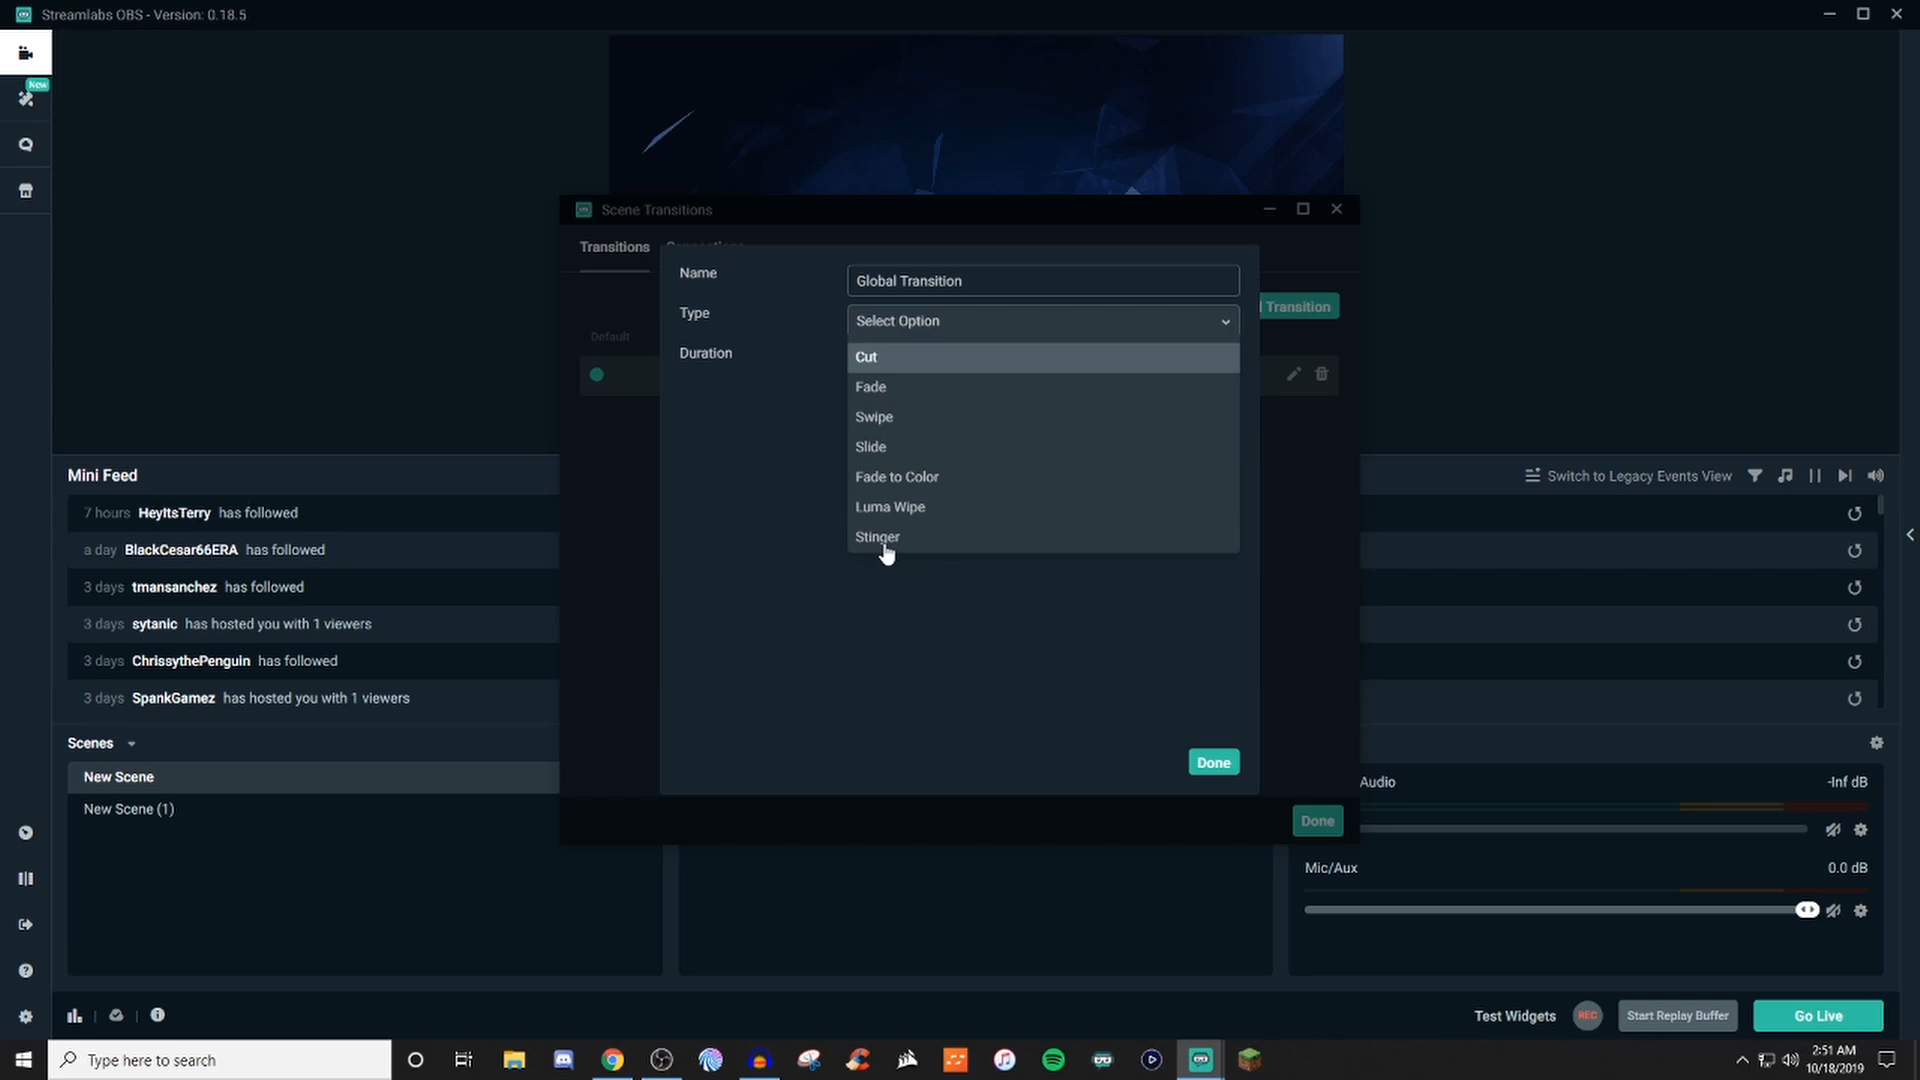 Streamlabs OBS - Version: 0.18.5
New
Scene Transitions
Transitions
Name
Global Transition
Type
Select Option
Transition
Default
Duration
Cut
Fade
Swipe
Slide
Fade to Color
Luma Wipe
Stinger
Done
Done
Mini Feed
Switch to Legacy Events View
7 hours HeyItsTerry has followed
a day BlackCesar66ERA has followed
3 days tmansanchez has followed
3 days sytanic has hosted you with 1 viewers
3 days ChrissythePenguin has followed
3 days SpankGamez has hosted you with 1 viewers
Scenes
New Scene
New Scene (1)
Audio
-Inf dB
Mic/Aux
0.0 dB
Test Widgets
REC
Start Replay Buffer
Go Live
Type here to search
2:51 AM
10/18/2019